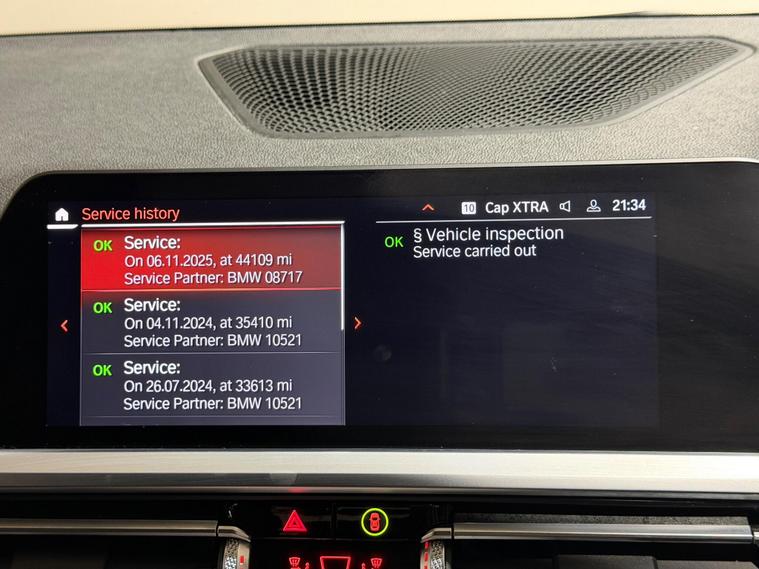 Service history
10 Cap XTRA 21:34
OK Service:
On 06.11.2025, at 44109 mi
Service Partner: BMW 08717
OK Service:
On 04.11.2024, at 35410 mi
Service Partner: BMW 10521
OK Service:
On 26.07.2024, at 33613 mi
Service Partner: BMW 10521
OK § Vehicle inspection
Service carried out